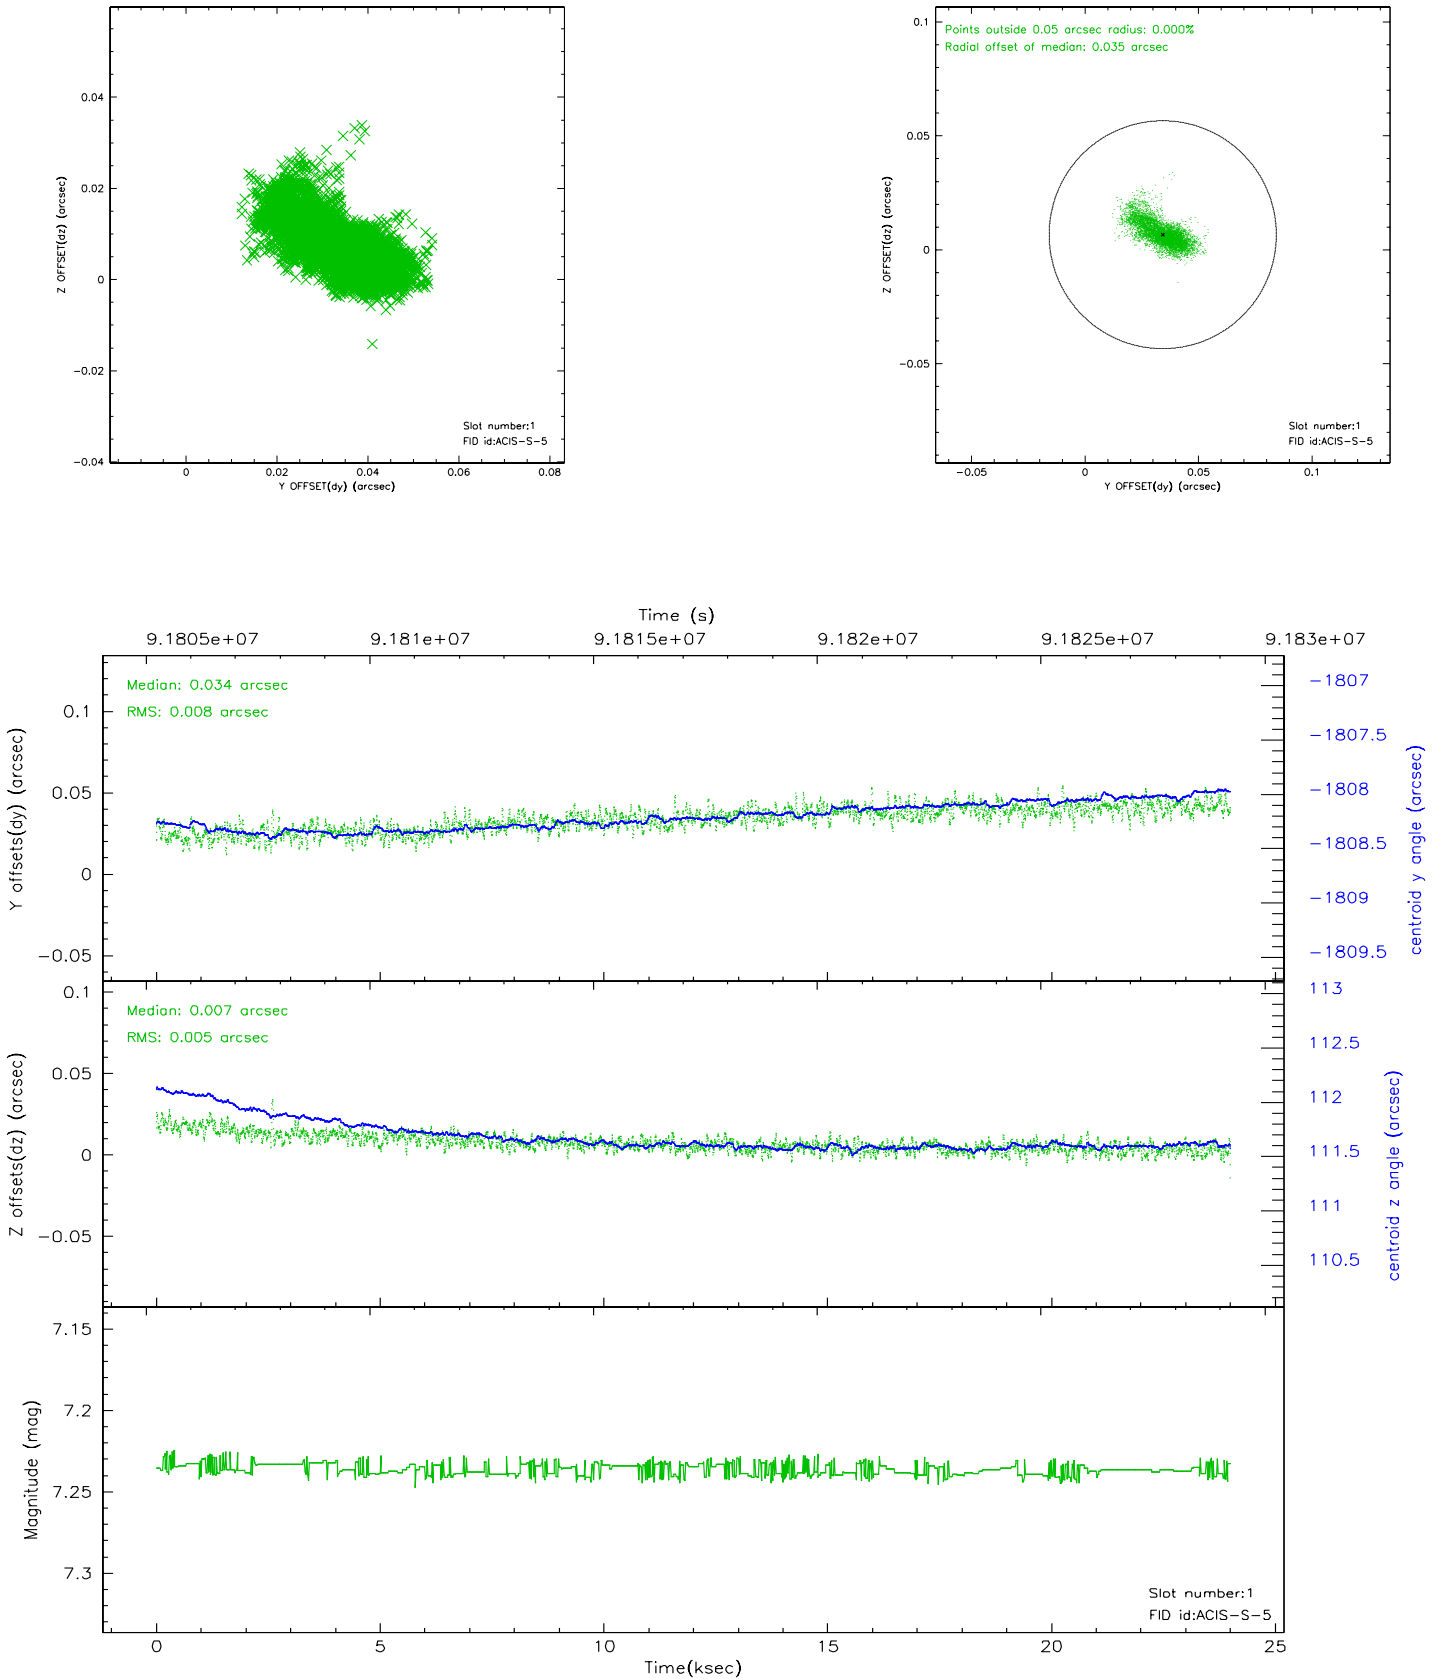 0.04
0.02
0
-0.02
-0.04
Z OFFSET(dz) (arcsec)
Slot number:1
FID id:ACIS-S-5
0 0.02 0.04 0.06 0.08
Y OFFSET(dy) (arcsec)
Points outside 0.05 arcsec radius: 0.000%
Radial offset of median: 0.035 arcsec
0.1
0.05
0
-0.05
Z OFFSET(dz) (arcsec)
Slot number:1
FID id:ACIS-S-5
-0.05 0 0.05 0.1
Y OFFSET(dy) (arcsec)
Time (s)
9.1805e+07 9.181e+07 9.1815e+07 9.182e+07 9.1825e+07 9.183e+07
Median: 0.034 arcsec
RMS: 0.008 arcsec
0.1
0.05
0
-0.05
Y offsets(dy) (arcsec)
-1807
-1807.5
-1808
-1808.5
-1809
-1809.5
centroid y angle (arcsec)
Median: 0.007 arcsec
RMS: 0.005 arcsec
0.1
0.05
0
-0.05
Z offsets(dz) (arcsec)
113
112.5
112
111.5
111
110.5
centroid z angle (arcsec)
7.15
7.2
7.25
7.3
Magnitude (mag)
Slot number:1
FID id:ACIS-S-5
0 5 10 15 20 25
Time(ksec)